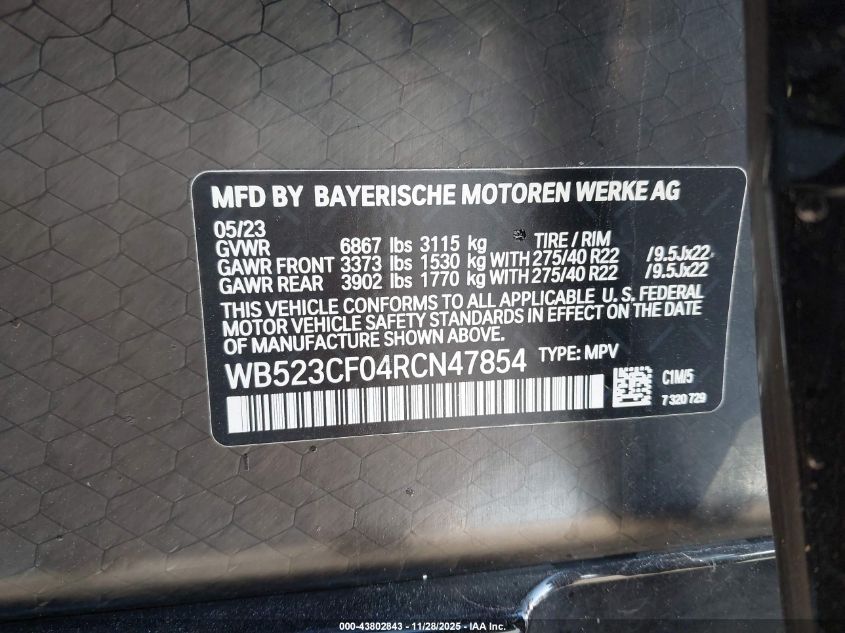 MFD BY BAYERISCHE MOTOREN WERKE AG
05/23
GVWR 6867 lbs 3115 kg TIRE / RIM
GAWR FRONT 3373 lbs 1530 kg WITH 275/40 R22 /9.5Jx22
GAWR REAR 3902 lbs 1770 kg WITH 275/40 R22 /9.5Jx22
THIS VEHICLE CONFORMS TO ALL APPLICABLE U. S. FEDERAL
MOTOR VEHICLE SAFETY STANDARDS IN EFFECT ON THE DATE
OF MANUFACTURE SHOWN ABOVE.
WB523CF04RCN47854 TYPE: MPV
C1M/5
7 320 729
000-43802843 - 11/28/2025 - IAA Inc.